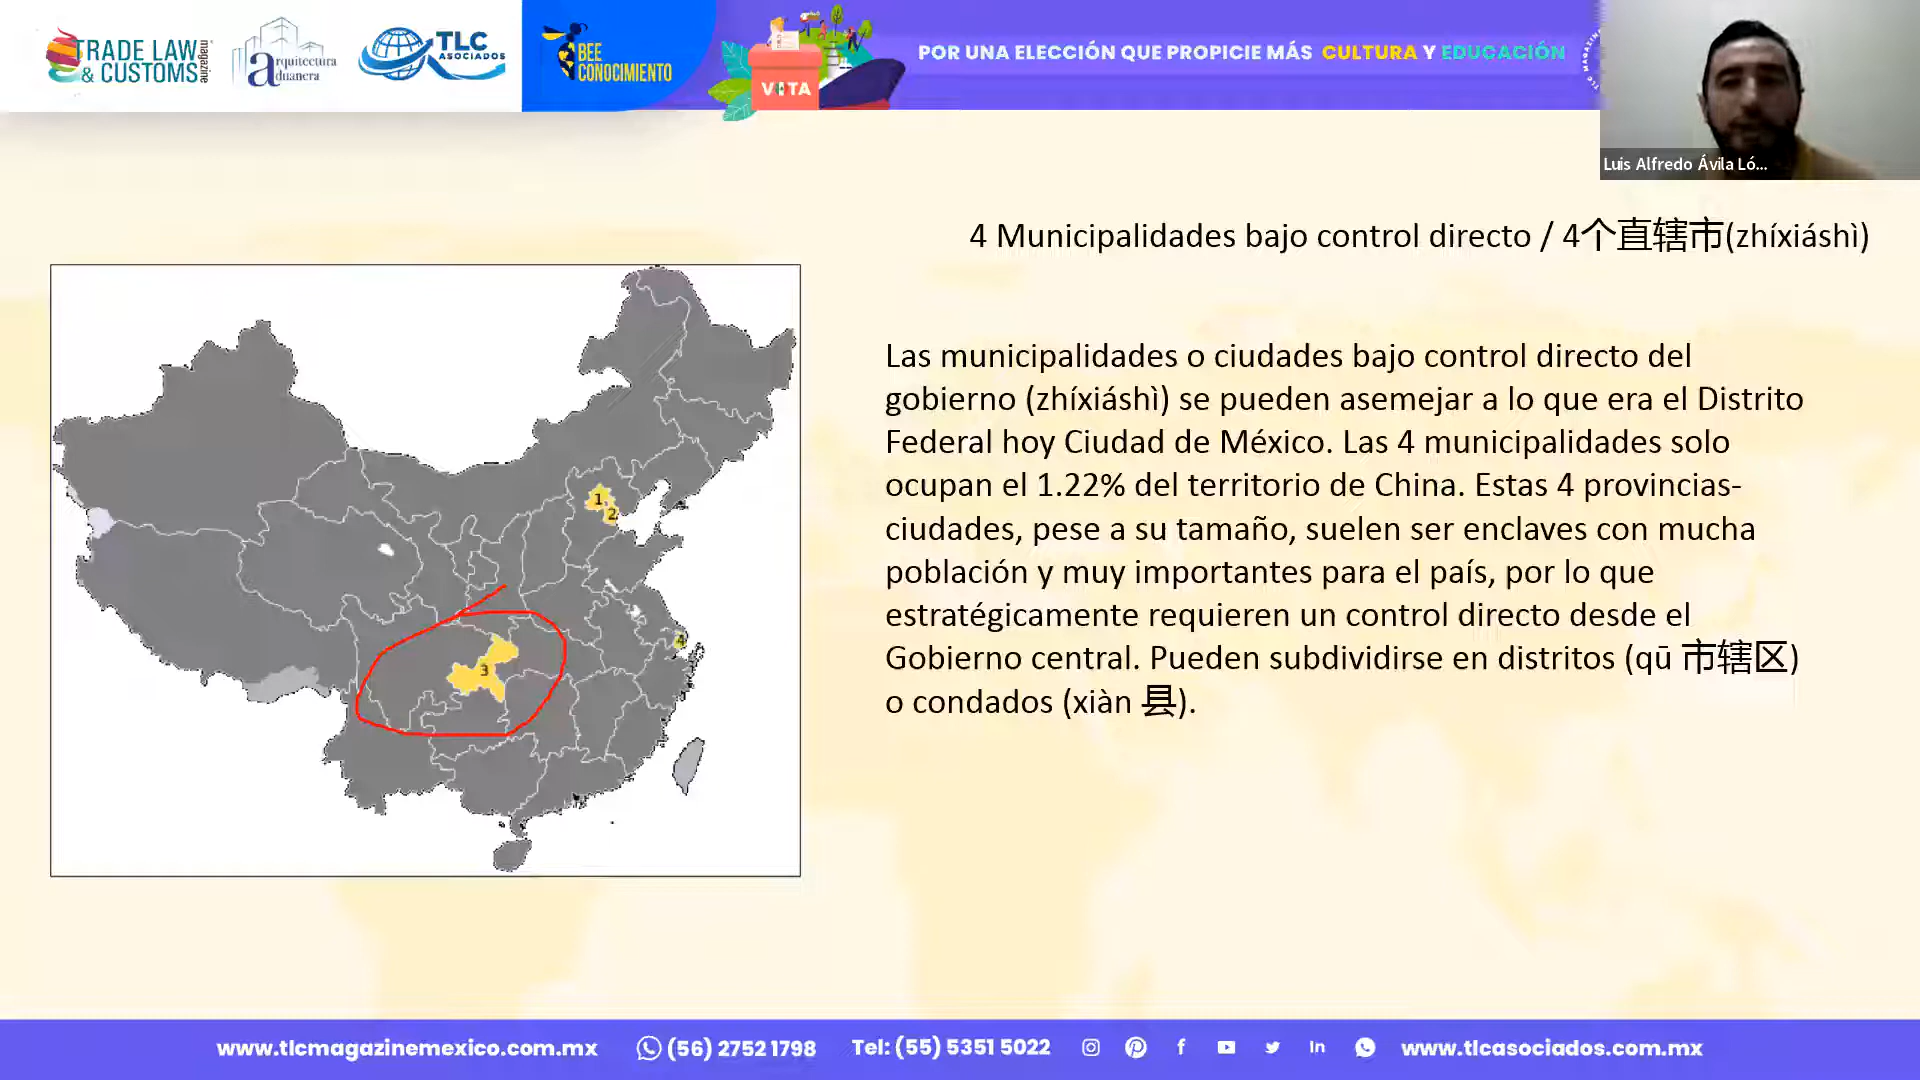 TRADE LAW
& CUSTOMS
magazine
Arquitectura
Aduanera
TLC
ASOCIADOS
BEE
CONOCIMIENTO
VOTA
POR UNA ELECCIÓN QUE PROPICIE MÁS CULTURA Y EDUCACIÓN
Luis Alfredo Ávila Ló...
4 Municipalidades bajo control directo / 4个直辖市(zhíxiáshì)
1
2
3
4
Las municipalidades o ciudades bajo control directo del
gobierno (zhíxiáshì) se pueden asemejar a lo que era el Distrito
Federal hoy Ciudad de México. Las 4 municipalidades solo
ocupan el 1.22% del territorio de China. Estas 4 provincias-
ciudades, pese a su tamaño, suelen ser enclaves con mucha
población y muy importantes para el país, por lo que
estratégicamente requieren un control directo desde el
Gobierno central. Pueden subdividirse en distritos (qū 市辖区)
o condados (xiàn 县).
www.tlcmagazinemexico.com.mx (56) 2752 1798 Tel: (55) 5351 5022 www.tlcasociados.com.mx